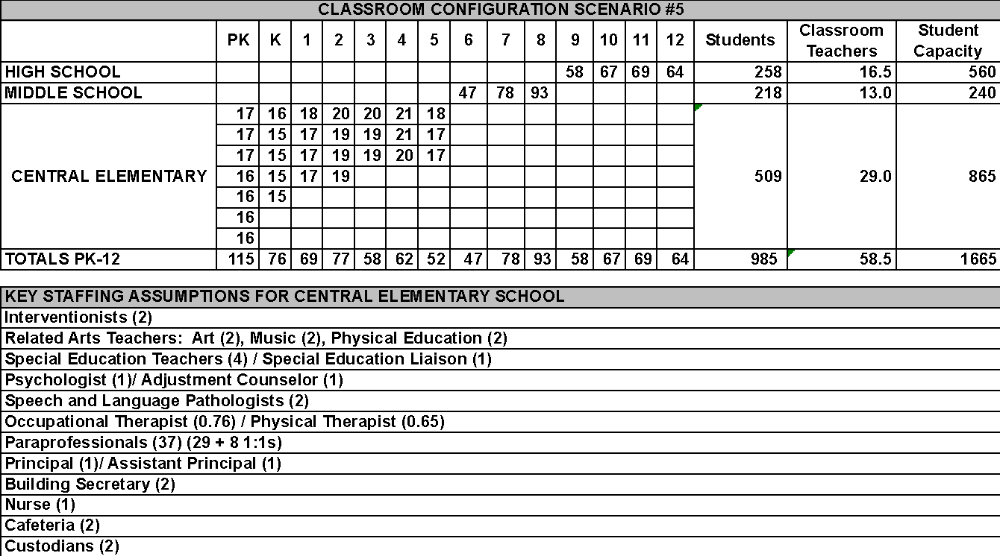 CLASSROOM CONFIGURATION SCENARIO #5
PK K 1 2 3 4 5 6 7 8 9 10 11 12 Students Classroom Teachers Student Capacity
HIGH SCHOOL 58 67 69 64 258 16.5 560
MIDDLE SCHOOL 47 78 93 218 13.0 240
17 16 18 20 20 21 18
17 15 17 19 19 21 17
17 15 17 19 19 20 17
CENTRAL ELEMENTARY 16 15 17 19 509 29.0 865
16 15
16
16
TOTALS PK-12 115 76 69 77 58 62 52 47 78 93 58 67 69 64 985 58.5 1665
KEY STAFFING ASSUMPTIONS FOR CENTRAL ELEMENTARY SCHOOL
Interventionists (2)
Related Arts Teachers: Art (2), Music (2), Physical Education (2)
Special Education Teachers (4) / Special Education Liaison (1)
Psychologist (1)/ Adjustment Counselor (1)
Speech and Language Pathologists (2)
Occupational Therapist (0.76) / Physical Therapist (0.65)
Paraprofessionals (37) (29 + 8 1:1s)
Principal (1)/ Assistant Principal (1)
Building Secretary (2)
Nurse (1)
Cafeteria (2)
Custodians (2)